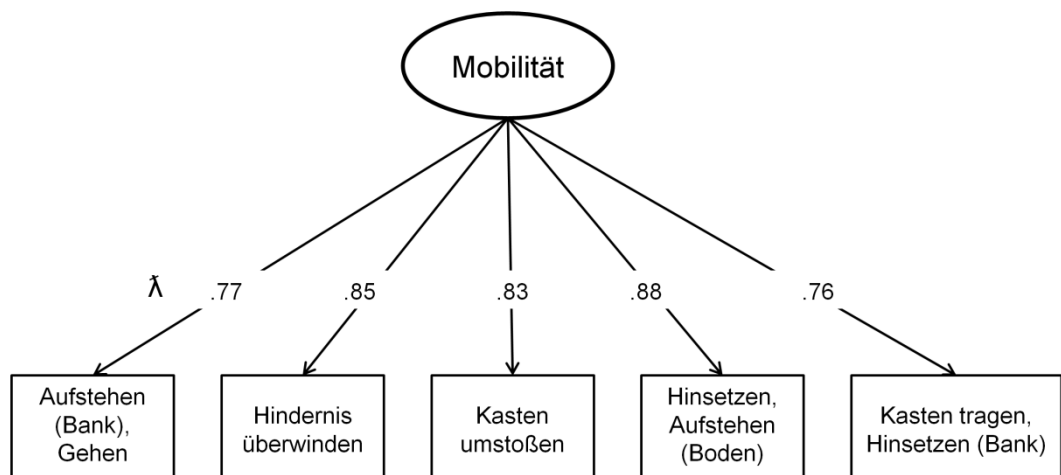 Mobilität
ƛ .77 .85 .83 .88 .76
Aufstehen
(Bank),
Gehen
Hindernis
überwinden
Kasten
umstoßen
Hinsetzen,
Aufstehen
(Boden)
Kasten tragen,
Hinsetzen (Bank)